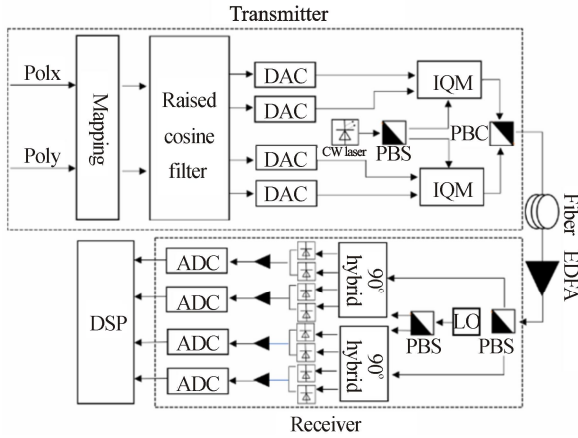 Transmitter
Polx
Poly
Mapping
Raised
cosine
filter
DAC
DAC
DAC
DAC
CW laser
PBS
IQM
IQM
PBC
Fiber
EDFA
DSP
ADC
ADC
ADC
ADC
90°
hybrid
90°
hybrid
PBS
LO
PBS
Receiver